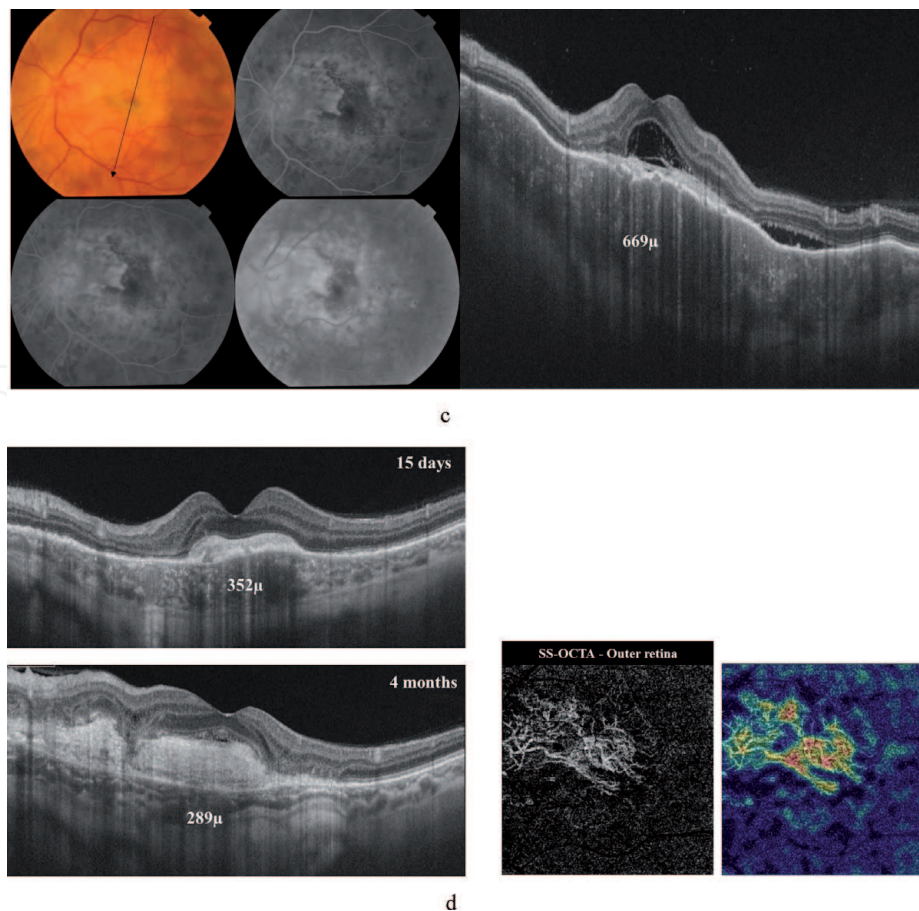 669µ
c
15 days
352µ
4 months
289µ
SS-OCTA - Outer retina
d